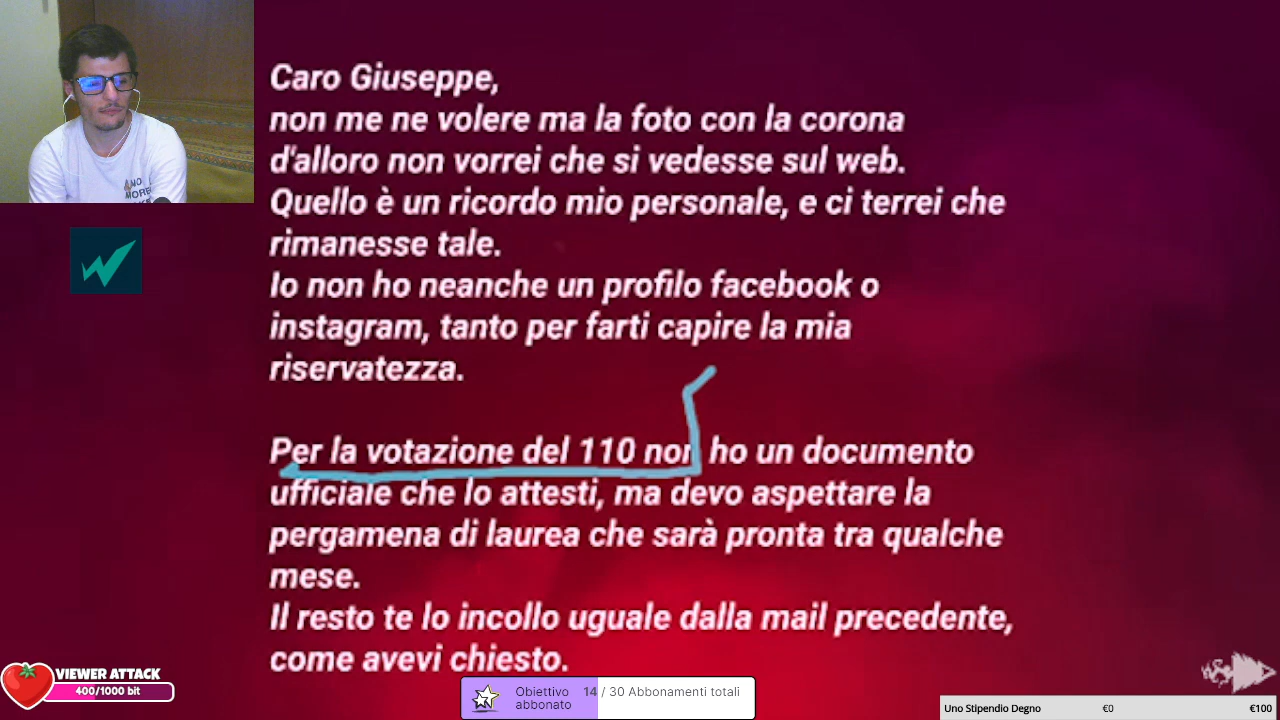 Caro Giuseppe,
non me ne volere ma la foto con la corona
d'alloro non vorrei che si vedesse sul web.
Quello è un ricordo mio personale, e ci terrei che
rimanesse tale.
Io non ho neanche un profilo facebook o
instagram, tanto per farti capire la mia
riservatezza.
Per la votazione del 110 non ho un documento
ufficiale che lo attesti, ma devo aspettare la
pergamena di laurea che sarà pronta tra qualche
mese.
Il resto te lo incollo uguale dalla mail precedente,
come avevi chiesto.
NO
MORE
VIEWER ATTACK
400/1000 bit
Obiettivo abbonato
14 / 30 Abbonamenti totali
Uno Stipendio Degno €0 €100